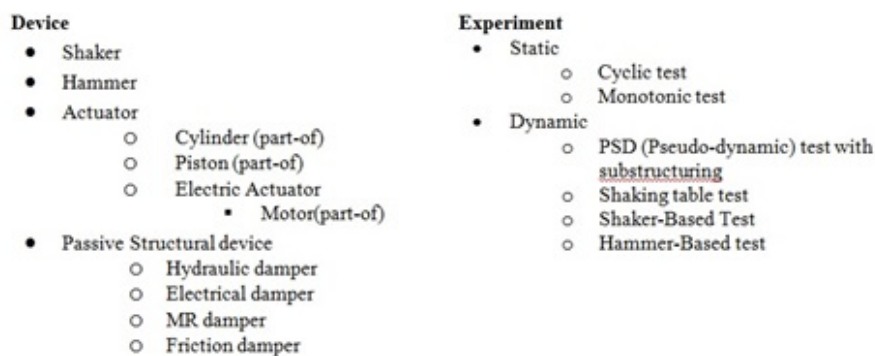 Device
● Shaker
● Hammer
● Actuator
○ Cylinder (part-of)
○ Piston (part-of)
○ Electric Actuator
▪ Motor(part-of)
● Passive Structural device
○ Hydraulic damper
○ Electrical damper
○ MR damper
○ Friction damper
Experiment
• Static
○ Cyclic test
○ Monotonic test
• Dynamic
○ PSD (Pseudo-dynamic) test with
substructuring
○ Shaking table test
○ Shaker-Based Test
○ Hammer-Based test